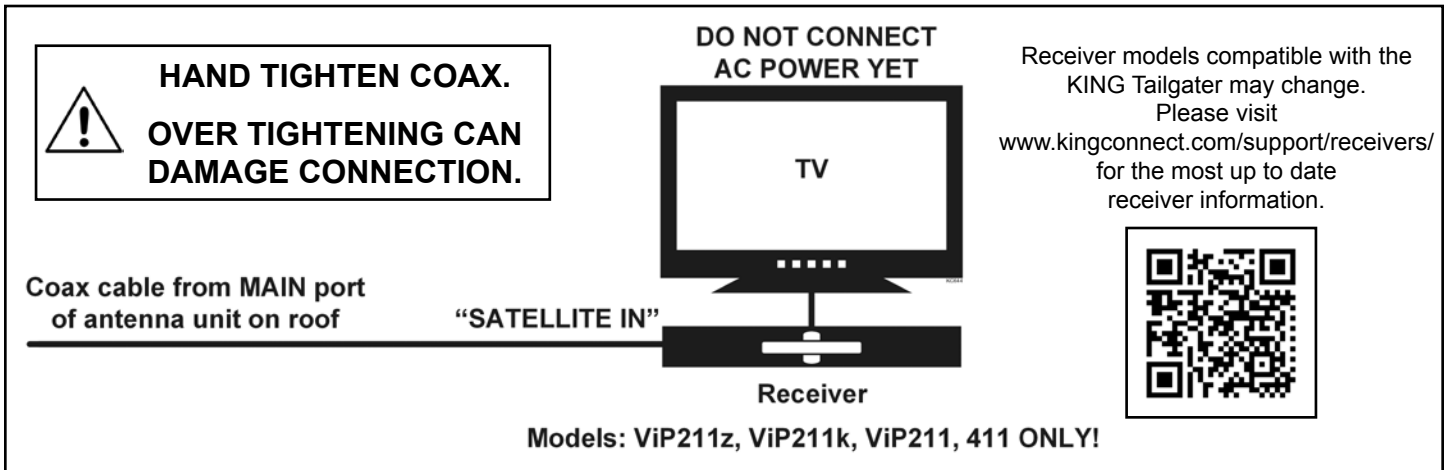 HAND TIGHTEN COAX.
OVER TIGHTENING CAN
DAMAGE CONNECTION.
DO NOT CONNECT
AC POWER YET
TV
Receiver models compatible with the
KING Tailgater may change.
Please visit
www.kingconnect.com/support/receivers/
for the most up to date
receiver information.
Coax cable from MAIN port
of antenna unit on roof
“SATELLITE IN”
Receiver
Models: ViP211z, ViP211k, ViP211, 411 ONLY!